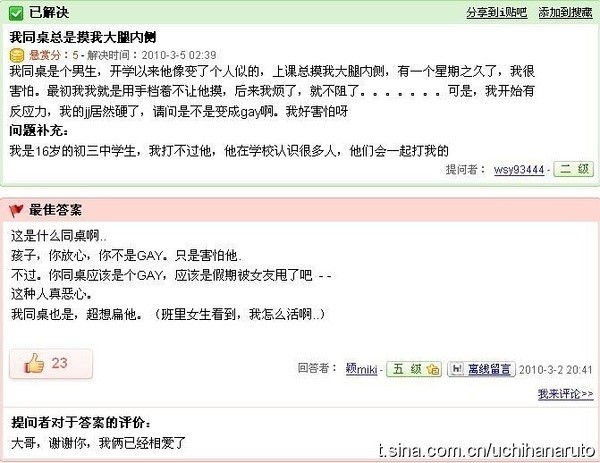 已解决
分享到i贴吧 添加到搜藏
我同桌总是摸我大腿内侧
悬赏分：5 - 解决时间：2010-3-5 02:39
我同桌是个男生，开学以来他像变了个人似的，上课总摸我大腿内侧，有一个星期之久了，我很
害怕。最初我我就是用手档着不让他摸，后来我烦了，就不阻了。。。。。。。可是，我开始有
反应力，我的jj居然硬了，请问是不是变成gay啊。我好害怕呀
问题补充：
我是16岁的初三中学生，我打不过他，他在学校认识很多人，他们会一起打我的
提问者： wsy93444 - 二 级
最佳答案
这是什么同桌啊..
孩子，你放心，你不是GAY。只是害怕他.
不过。你同桌应该是个GAY，应该是假期被女友甩了吧 - -
这种人真恶心。
我同桌也是，超想扁他。（班里女生看到，我怎么活啊..）
23
回答者： 颖miki - 五 级 hi 离线留言 2010-3-2 20:41
我来评论>>
提问者对于答案的评价：
大哥，谢谢你，我俩已经相爱了
t.sina.com.cn/uchihanaruto